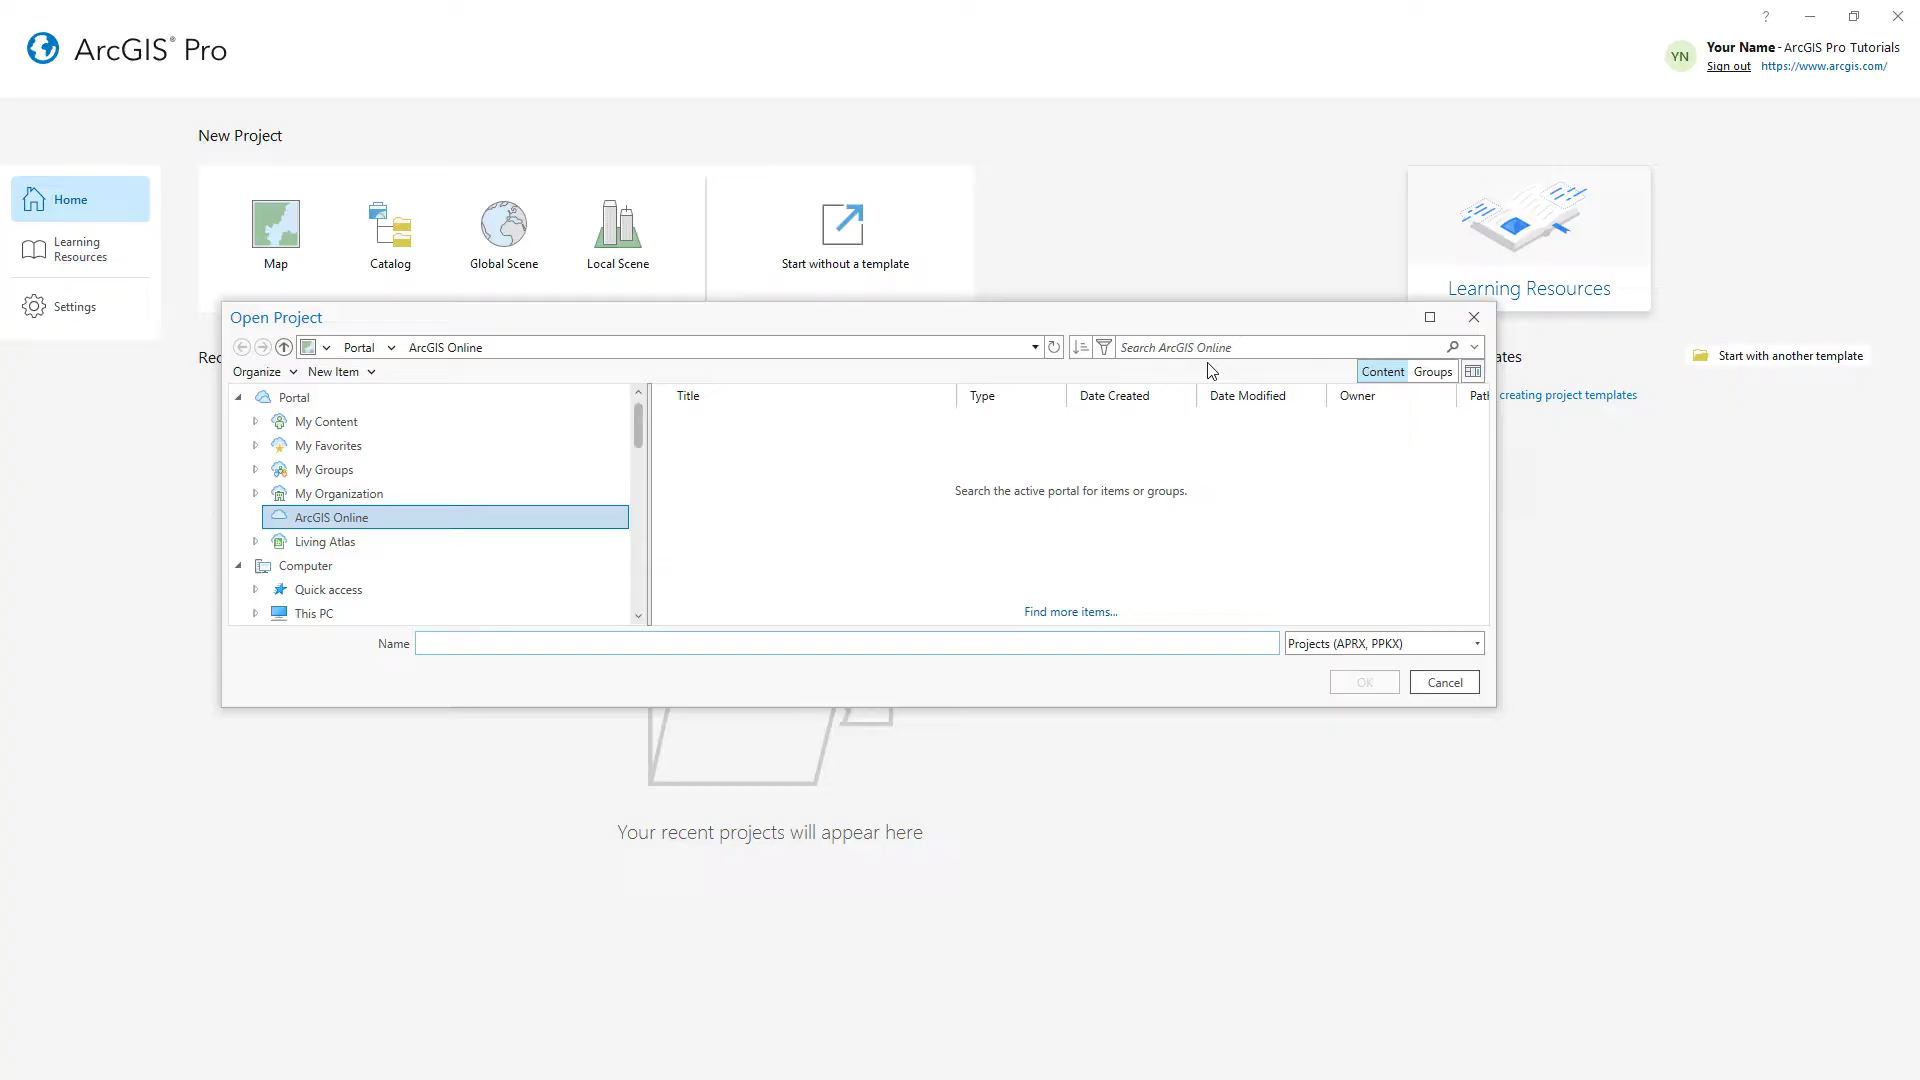 ?
ArcGIS® Pro
YN
Your Name - ArcGIS Pro Tutorials
Sign out https://www.arcgis.com/
New Project
Home
Learning
Resources
Settings
Map
Catalog
Global Scene
Local Scene
Start without a template
Learning Resources
Rec
ates
Start with another template
creating project templates
Open Project
Portal
ArcGIS Online
Search ArcGIS Online
Organize
New Item
Content
Groups
Portal
My Content
My Favorites
My Groups
My Organization
ArcGIS Online
Living Atlas
Computer
Quick access
This PC
Title
Type
Date Created
Date Modified
Owner
Path
Search the active portal for items or groups.
Find more items...
Name
Projects (APRX, PPKX)
OK
Cancel
Your recent projects will appear here